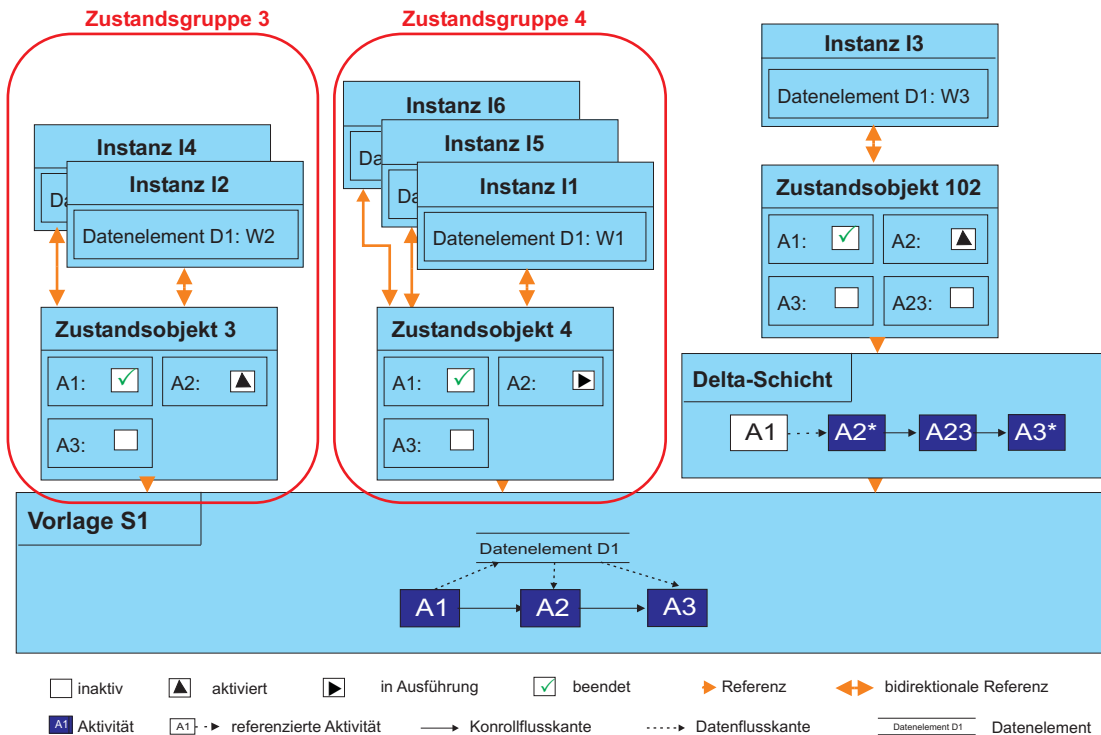 Zustandsgruppe 3
Instanz I4
Da
Instanz I2
Datenelement D1: W2
Zustandsobjekt 3
A1:
A2:
A3:
Zustandsgruppe 4
Instanz I6
Da
Instanz I5
Da
Instanz I1
Datenelement D1: W1
Zustandsobjekt 4
A1:
A2:
A3:
Instanz I3
Datenelement D1: W3
Zustandsobjekt 102
A1:
A2:
A3:
A23:
Delta-Schicht
A1
A2*
A23
A3*
Vorlage S1
Datenelement D1
A1
A2
A3
inaktiv
aktiviert
in Ausführung
beendet
Referenz
bidirektionale Referenz
A1 Aktivität
A1 referenzierte Aktivität
Konrollflusskante
Datenflusskante
Datenelement D1 Datenelement